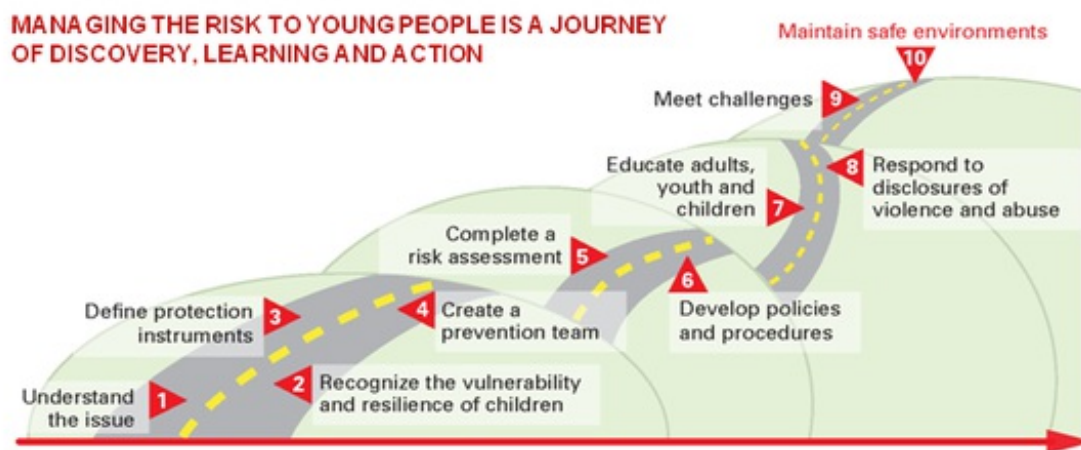 MANAGING THE RISK TO YOUNG PEOPLE IS A JOURNEY
OF DISCOVERY, LEARNING AND ACTION
1
Understand
the issue
2
Recognize the vulnerability
and resilience of children
3
Define protection
instruments
4
Create a
prevention team
5
Complete a
risk assessment
6
Develop policies
and procedures
7
Educate adults,
youth and
children
8
Respond to
disclosures of
violence and abuse
9
Meet challenges
10
Maintain safe environments